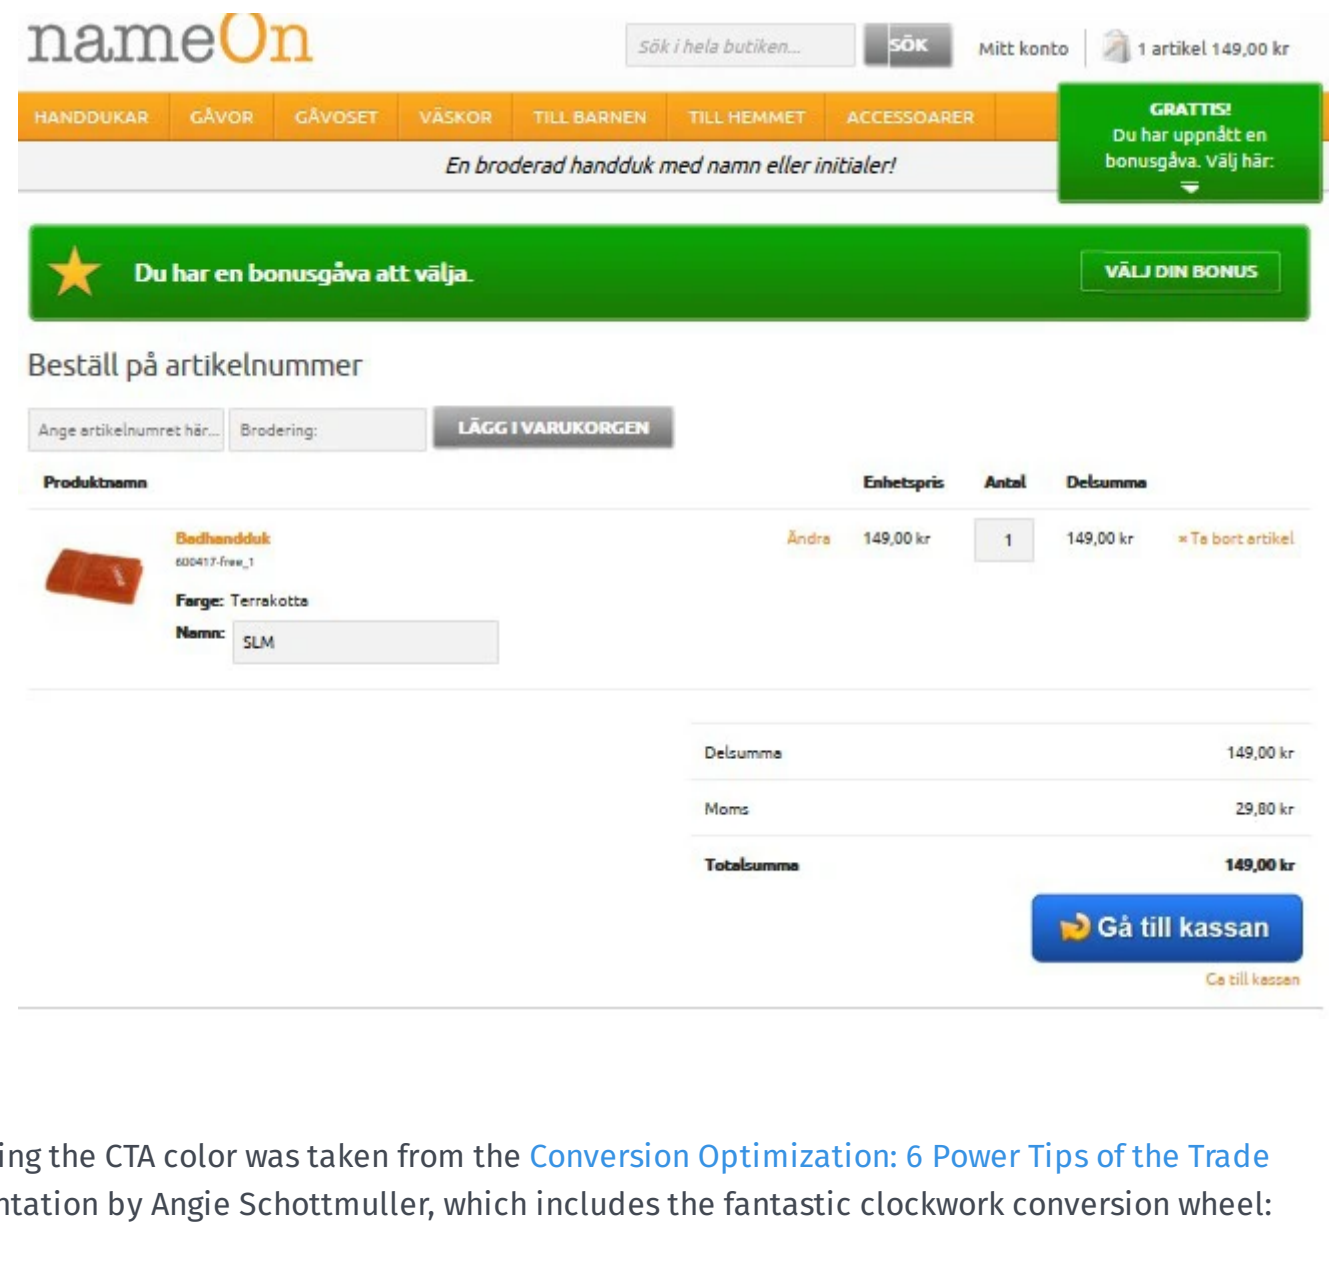 nameOn
Sök i hela butiken...
SÖK
Mitt konto
1 artikel 149,00 kr
HANDDUKAR GÅVOR GÅVOSET VÄSKOR TILL BARNEN TILL HEMMET ACCESSOARER
GRATTIS!
Du har uppnått en
bonusgåva. Välj här:
En broderad handduk med namn eller initialer!
Du har en bonusgåva att välja.
VÄLJ DIN BONUS
Beställ på artikelnummer
Ange artikelnumret här...
Brodering:
LÄGG I VARUKORGEN
Produktnamn Enhetspris Antal Delsumma
Badhandduk Ändra 149,00 kr 1 149,00 kr × Ta bort artikel
600417-free_1
Farge: Terrakotta
Namn: SLM
Delsumma 149,00 kr
Moms 29,80 kr
Totalsumma 149,00 kr
Gå till kassan
Ga till kassan
ing the CTA color was taken from the Conversion Optimization: 6 Power Tips of the Trade
ntation by Angie Schottmuller, which includes the fantastic clockwork conversion wheel: